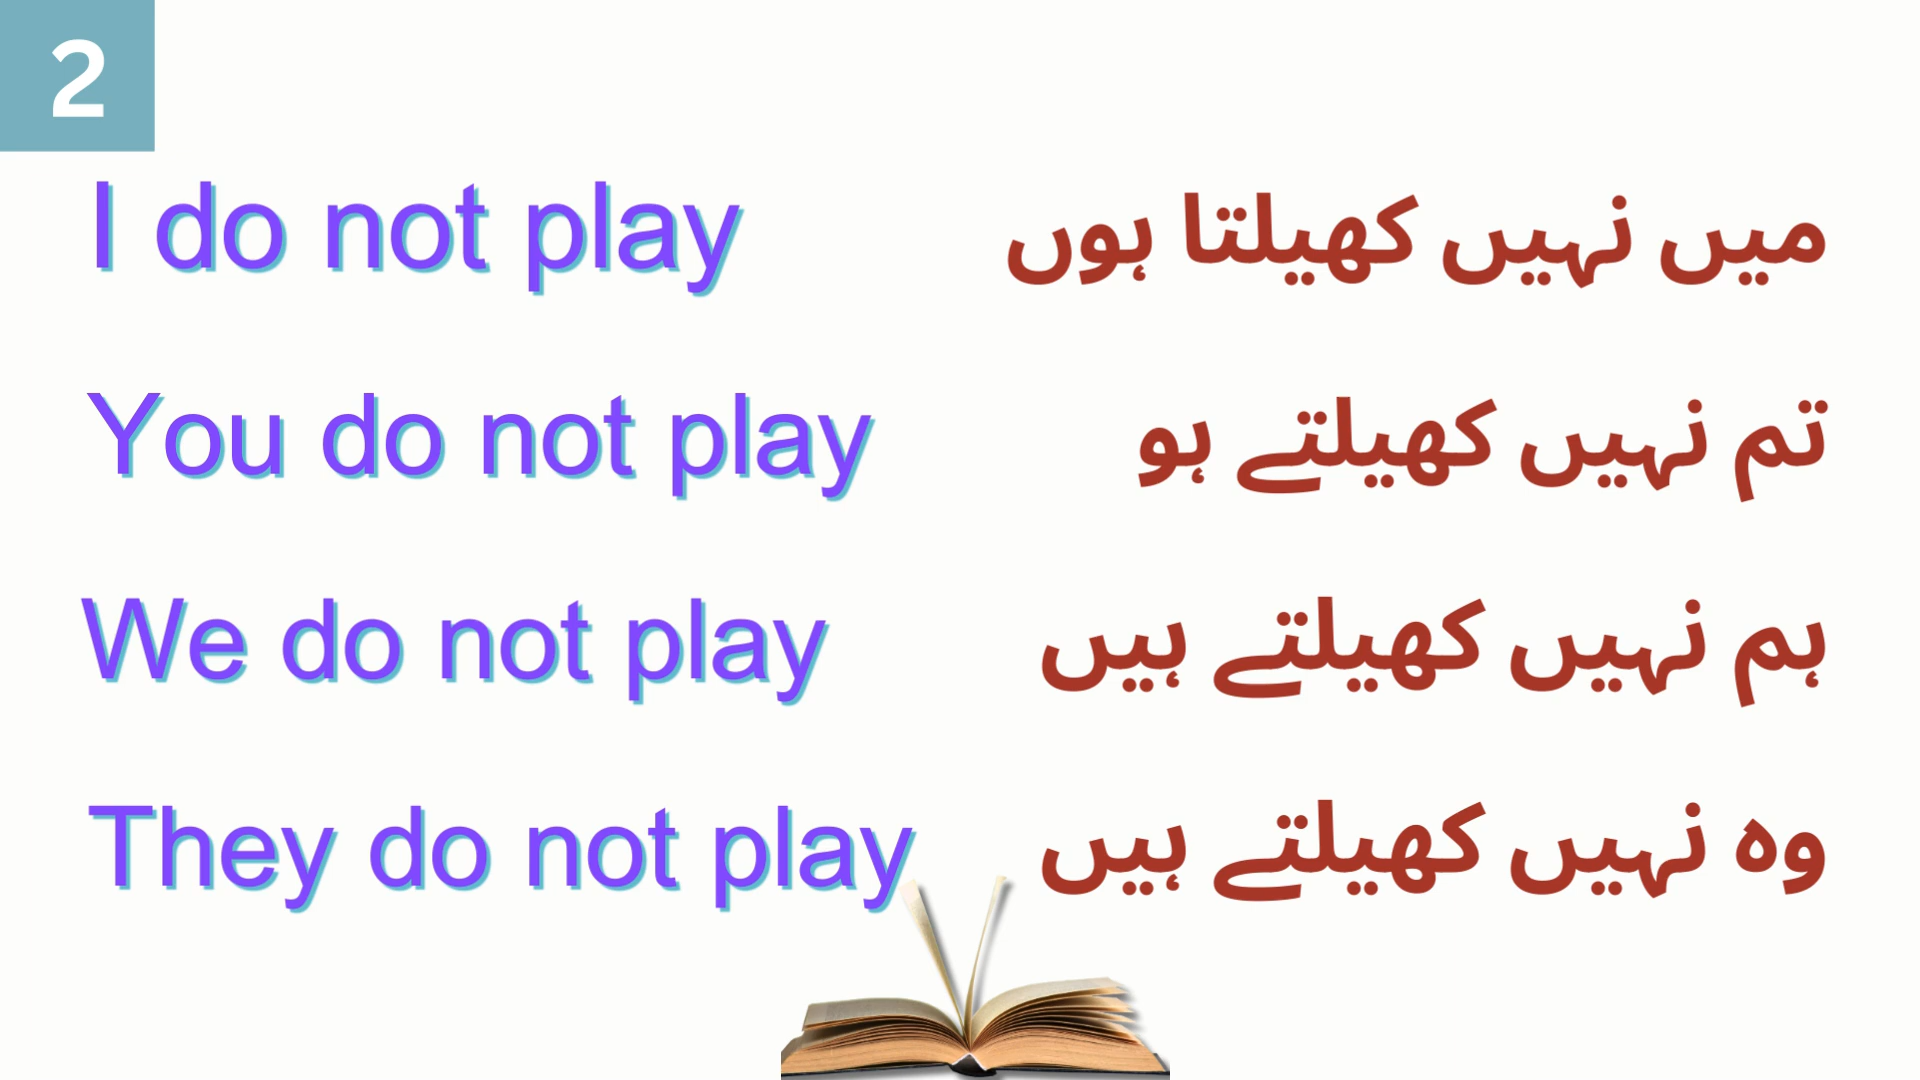 2
I do not play میں نہیں کھیلتا ہوں
You do not play تم نہیں کھیلتے ہو
We do not play ہم نہیں کھیلتے ہیں
They do not play وہ نہیں کھیلتے ہیں